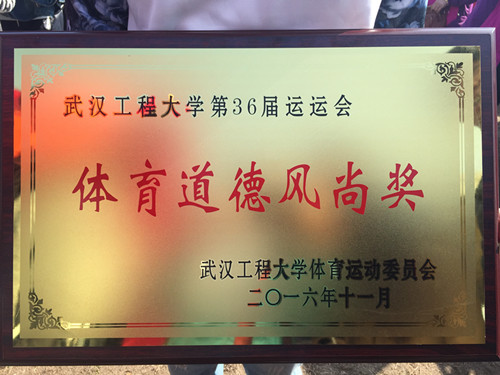 武汉工程大学第36届运运会
体育道德风尚奖
武汉工程大学体育运动委员会
二〇一六年十一月